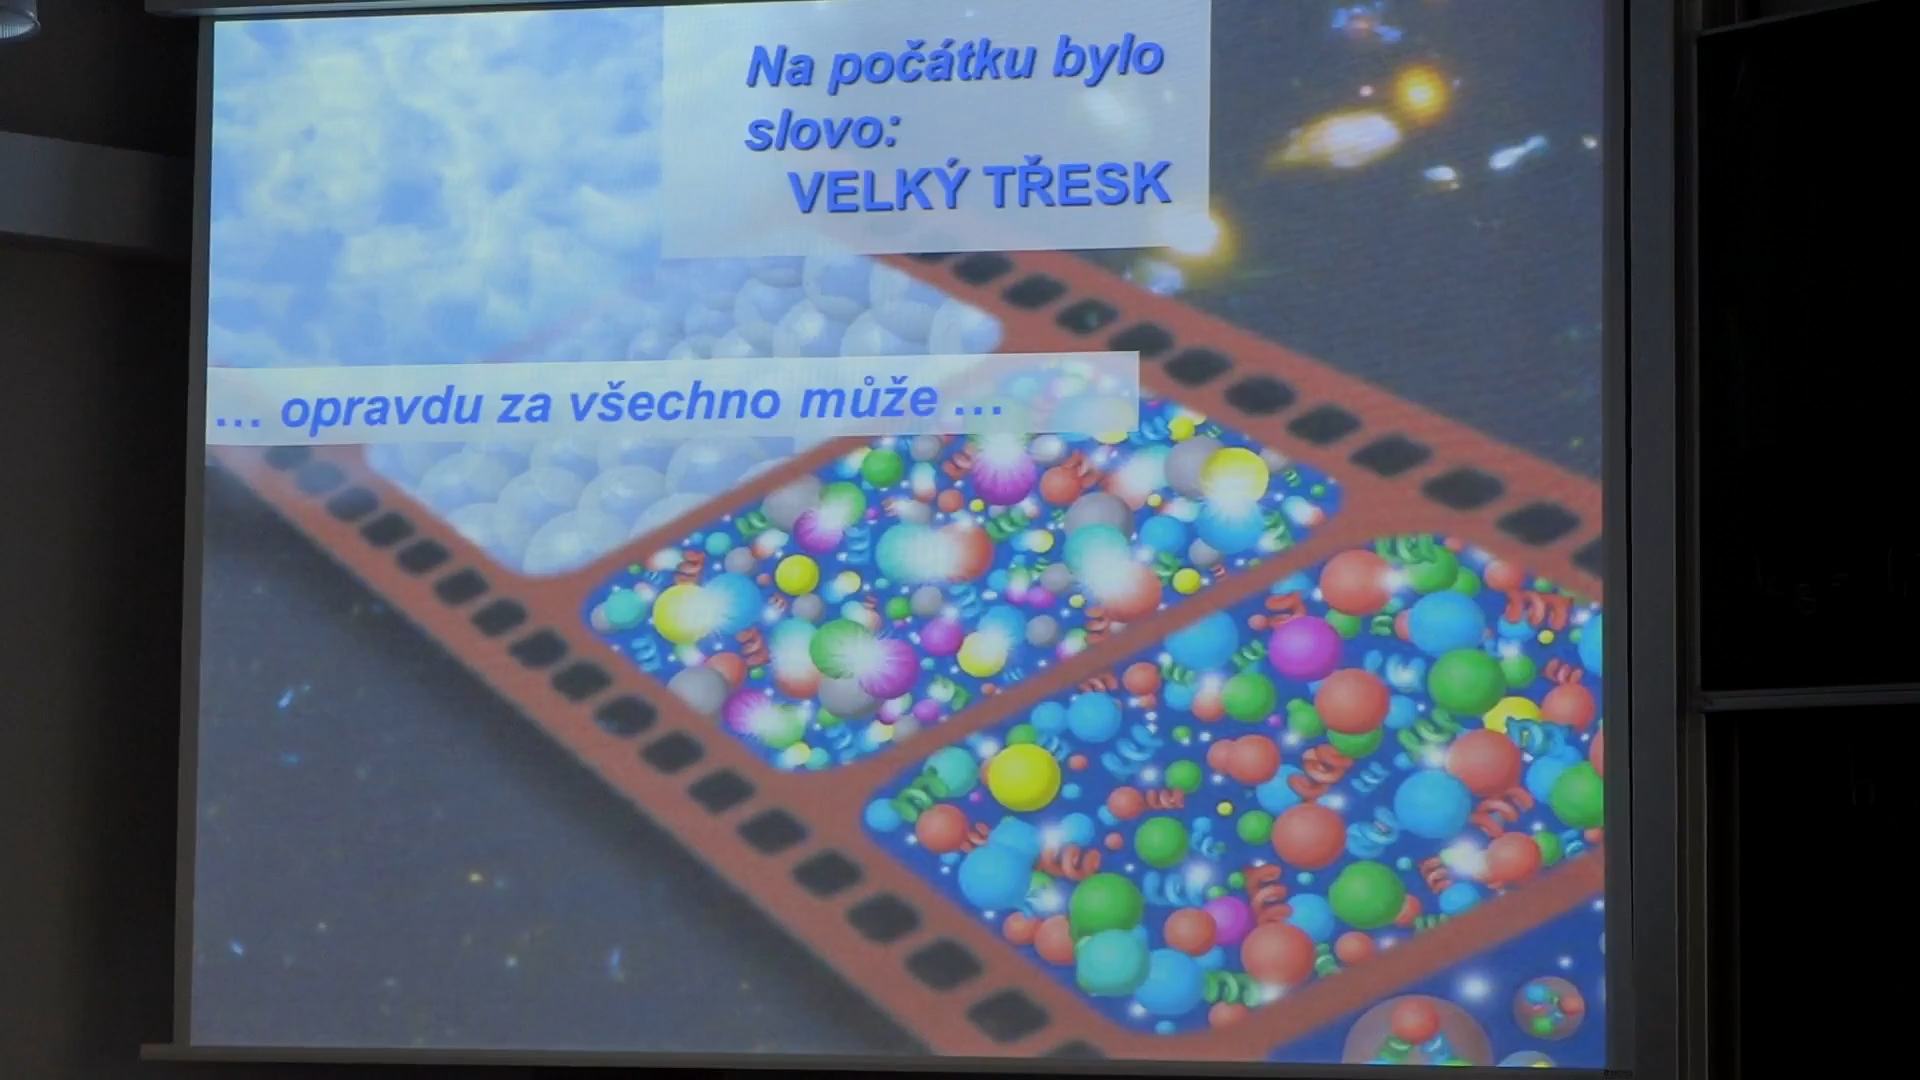 Na počátku bylo
slovo:
VELKÝ TŘESK
... opravdu za všechno může ...